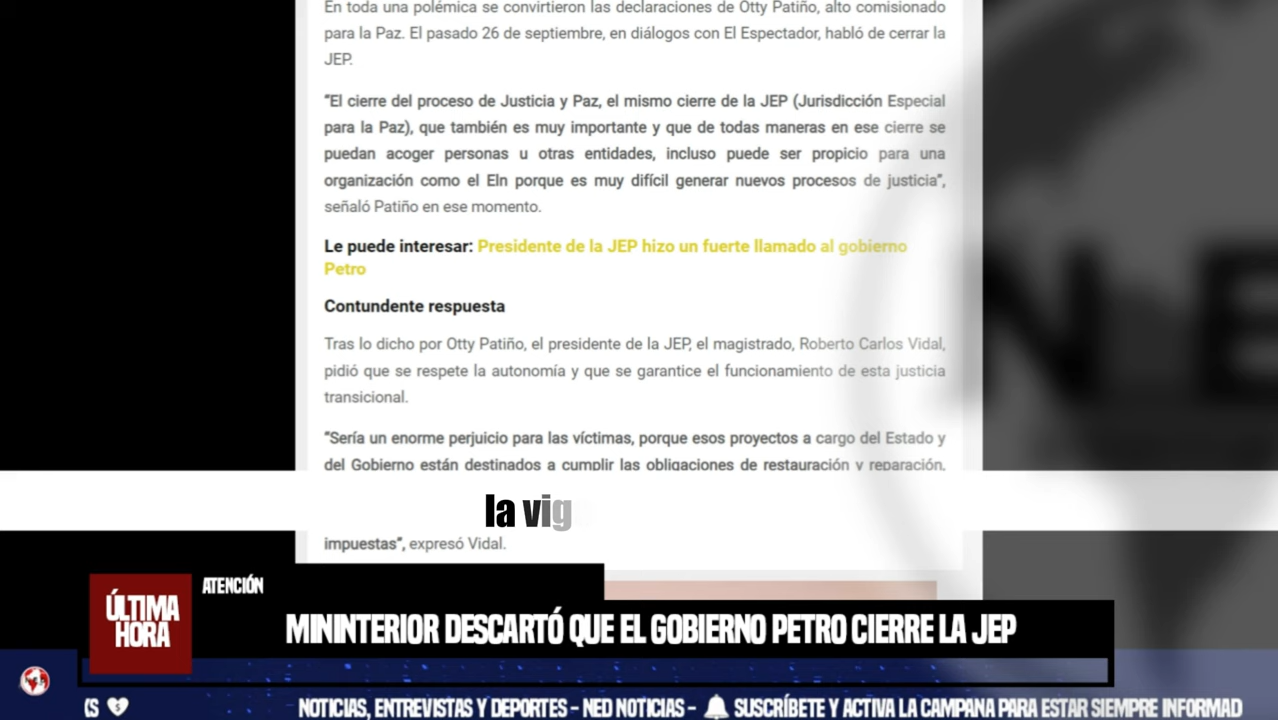 En toda una polémica se convirtieron las declaraciones de Otty Patiño, alto comisionado
para la Paz. El pasado 26 de septiembre, en diálogos con El Espectador, habló de cerrar la
JEP.
“El cierre del proceso de Justicia y Paz, el mismo cierre de la JEP (Jurisdicción Especial
para la Paz), que también es muy importante y que de todas maneras en ese cierre se
puedan acoger personas u otras entidades, incluso puede ser propicio para una
organización como el Eln porque es muy difícil generar nuevos procesos de justicia”,
señaló Patiño en ese momento.
Le puede interesar: Presidente de la JEP hizo un fuerte llamado al gobierno
Petro
Contundente respuesta
Tras lo dicho por Otty Patiño, el presidente de la JEP, el magistrado, Roberto Carlos Vidal,
pidió que se respete la autonomía y que se garantice el funcionamiento de esta justicia
transicional.
“Sería un enorme perjuicio para las víctimas, porque esos proyectos a cargo del Estado y
del Gobierno están destinados a cumplir las obligaciones de restauración y reparación,
la vig
impuestas”, expresó Vidal.
ATENCIÓN
ÚLTIMA
HORA
MININTERIOR DESCARTÓ QUE EL GOBIERNO PETRO CIERRE LA JEP
CS
NOTICIAS, ENTREVISTAS Y DEPORTES - NED NOTICIAS - SUSCRÍBETE Y ACTIVA LA CAMPANA PARA ESTAR SIEMPRE INFORMAD
N E